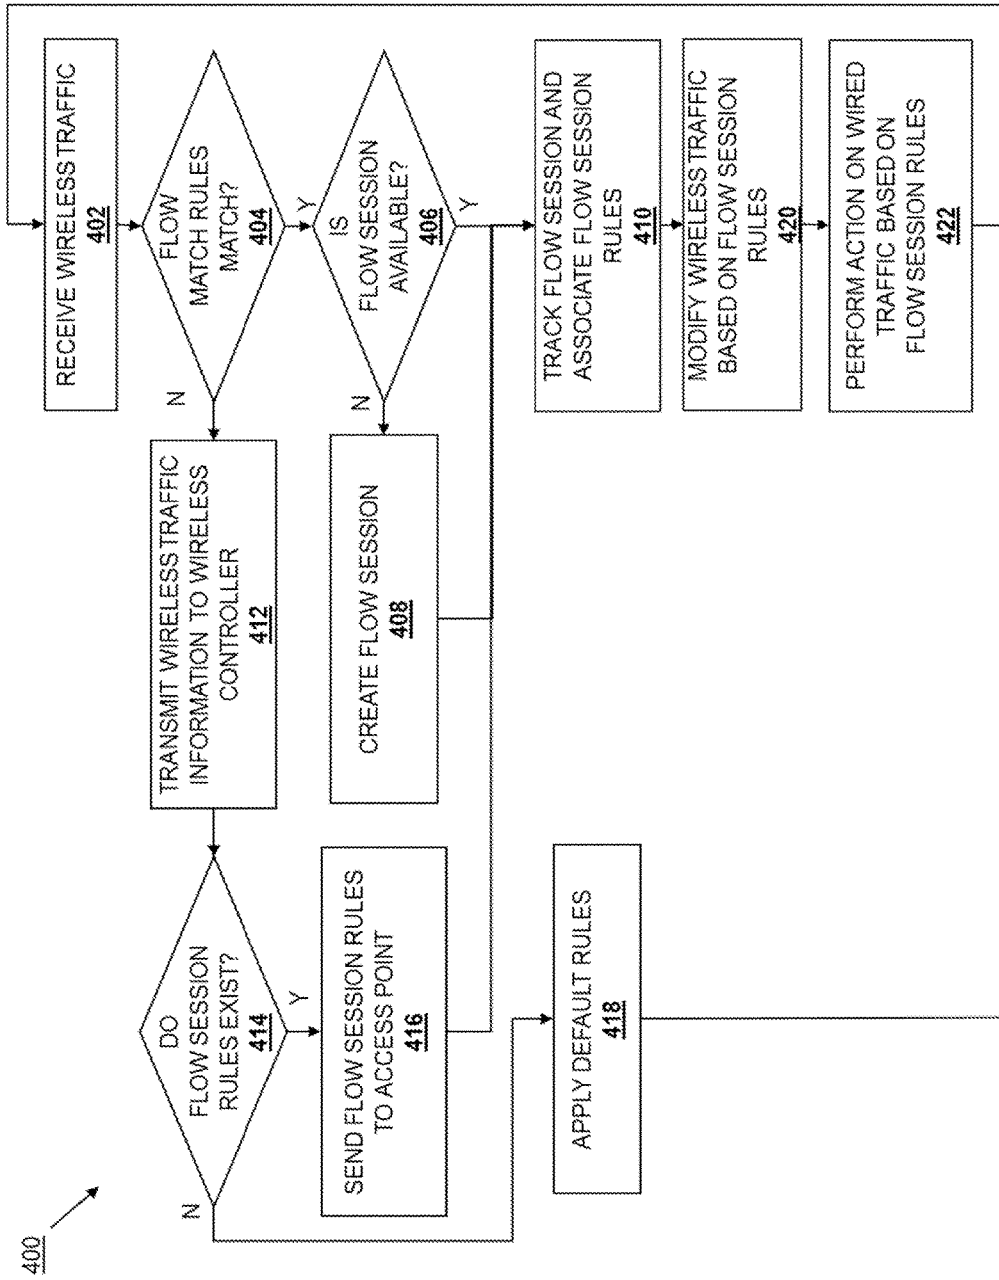 400
RECEIVE WIRELESS TRAFFIC
402
FLOW
MATCH RULES
MATCH?
404
Y
N
IS
FLOW SESSION
AVAILABLE?
406
Y
N
CREATE FLOW SESSION
408
TRACK FLOW SESSION AND
ASSOCIATE FLOW SESSION
RULES
410
TRANSMIT WIRELESS TRAFFIC
INFORMATION TO WIRELESS
CONTROLLER
412
DO
FLOW SESSION
RULES EXIST?
414
Y
N
SEND FLOW SESSION RULES
TO ACCESS POINT
416
APPLY DEFAULT RULES
418
MODIFY WIRELESS TRAFFIC
BASED ON FLOW SESSION
RULES
420
PERFORM ACTION ON WIRED
TRAFFIC BASED ON
FLOW SESSION RULES
422